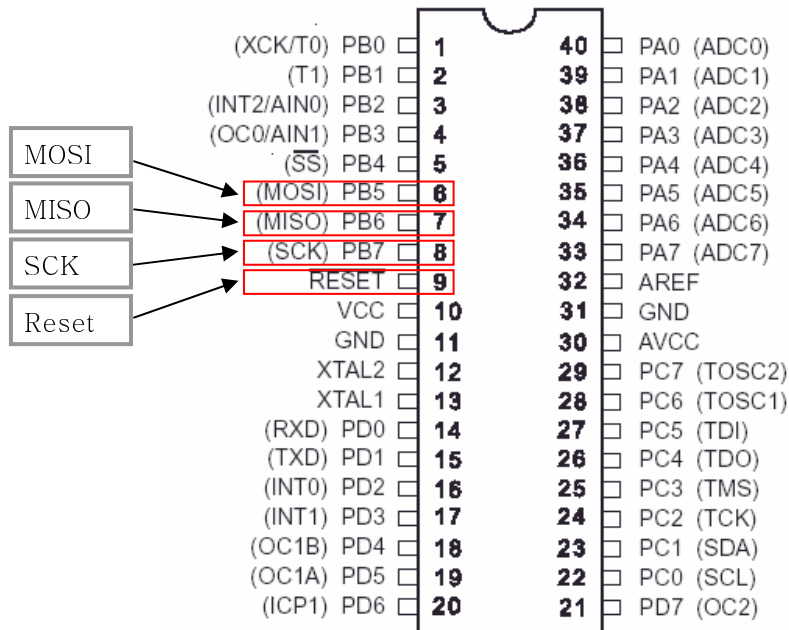 (XCK/T0) PB0 1 40 PA0 (ADC0)
(T1) PB1 2 39 PA1 (ADC1)
(INT2/AIN0) PB2 3 38 PA2 (ADC2)
(OC0/AIN1) PB3 4 37 PA3 (ADC3)
MOSI
(SS) PB4 5 36 PA4 (ADC4)
(MOSI) PB5 6 35 PA5 (ADC5)
MISO
(MISO) PB6 7 34 PA6 (ADC6)
(SCK) PB7 8 33 PA7 (ADC7)
SCK
RESET 9 32 AREF
VCC 10 31 GND
Reset
GND 11 30 AVCC
XTAL2 12 29 PC7 (TOSC2)
XTAL1 13 28 PC6 (TOSC1)
(RXD) PD0 14 27 PC5 (TDI)
(TXD) PD1 15 26 PC4 (TDO)
(INT0) PD2 16 25 PC3 (TMS)
(INT1) PD3 17 24 PC2 (TCK)
(OC1B) PD4 18 23 PC1 (SDA)
(OC1A) PD5 19 22 PC0 (SCL)
(ICP1) PD6 20 21 PD7 (OC2)